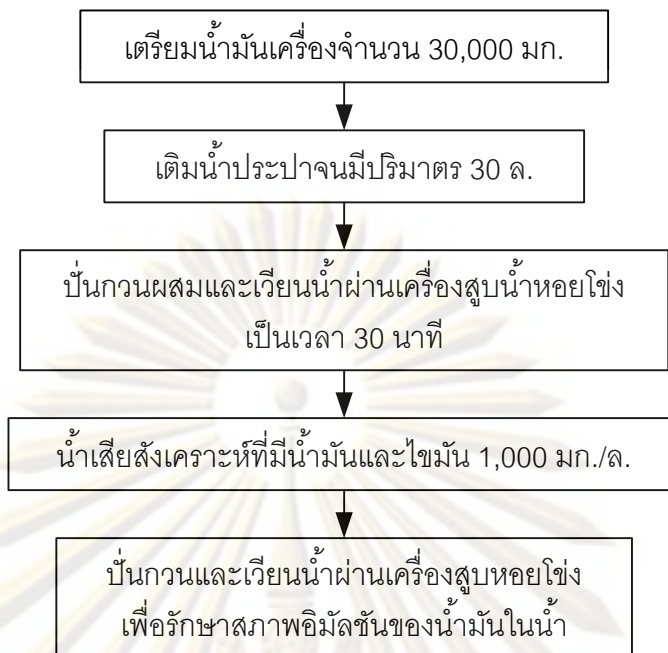 เตรียมน้ำมันเครื่องจำนวน 30,000 มก.
เติมน้ำประปาจนมีปริมาตร 30 ล.
ปั่นกวนผสมและเวียนน้ำผ่านเครื่องสูบน้ำหอยโข่ง
เป็นเวลา 30 นาที
น้ำเสียสังเคราะห์ที่มีน้ำมันและไขมัน 1,000 มก./ล.
ปั่นกวนและเวียนน้ำผ่านเครื่องสูบหอยโข่ง
เพื่อรักษาสภาพอิมัลชันของน้ำมันในน้ำ